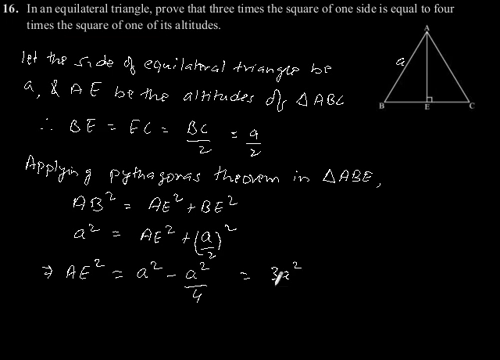 16. In an equilateral triangle, prove that three times the square of one side is equal to four
times the square of one of its altitudes.
A
a
B E C
let the side of equilateral triangle be
a, & AE be the altitudes of △ABC
∴ BE = EC = BC/2 = a/2
Applying pythagoras theorem in △ABE,
AB² = AE² + BE²
a² = AE² + (a/2)²
⇒ AE² = a² - a²/4 = 3a²